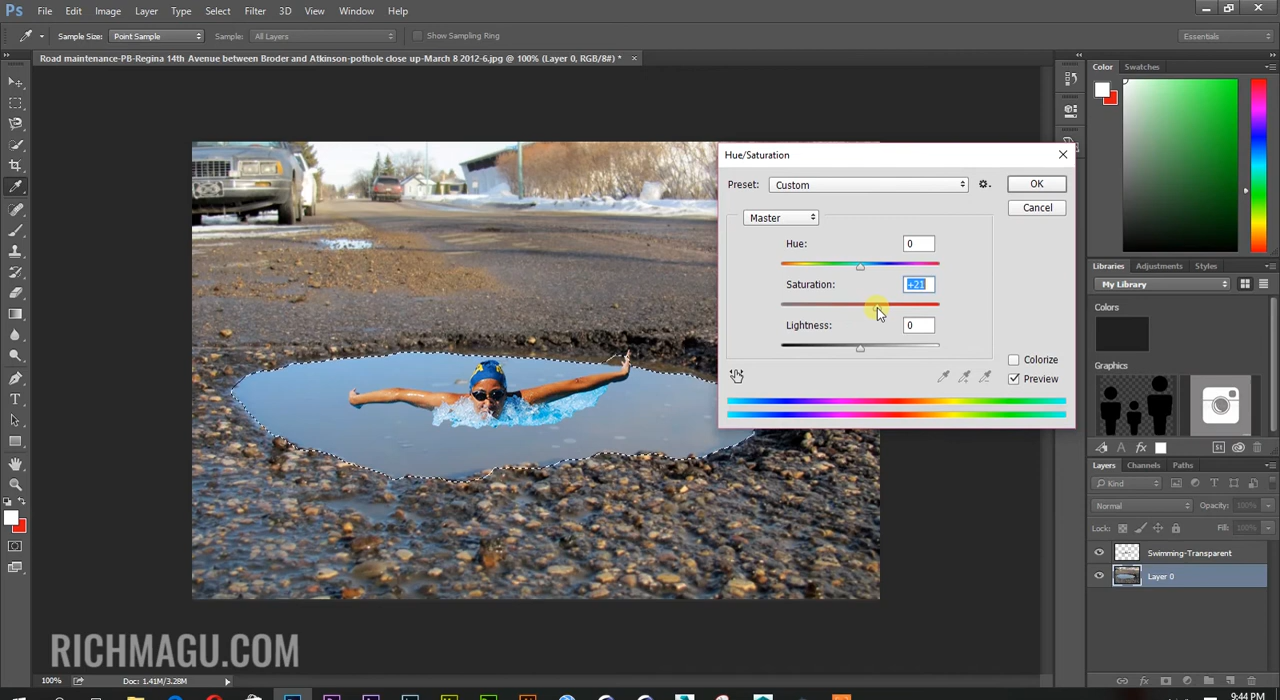 Ps File Edit Image Layer Type Select Filter 3D View Window Help
Sample Size: Point Sample Sample: All Layers Show Sampling Ring Essentials
Road maintenance-PB-Regina 14th Avenue between Broder and Atkinson-pothole close up-March 8 2012-6.jpg @ 100% (Layer 0, RGB/8#) *
Color Swatches
Hue/Saturation
Preset: Custom OK
Cancel
Master
Hue: 0
Saturation: +21
Lightness: 0
Colorize
Preview
Libraries Adjustments Styles
My Library
Colors
Graphics
Layers Channels Paths
Kind
Normal Opacity: 100%
Lock: Fill: 100%
Swimming-Transparent
Layer 0
RICHMAGU.COM
100% Doc: 1.41M/3.28M
9:44 PM